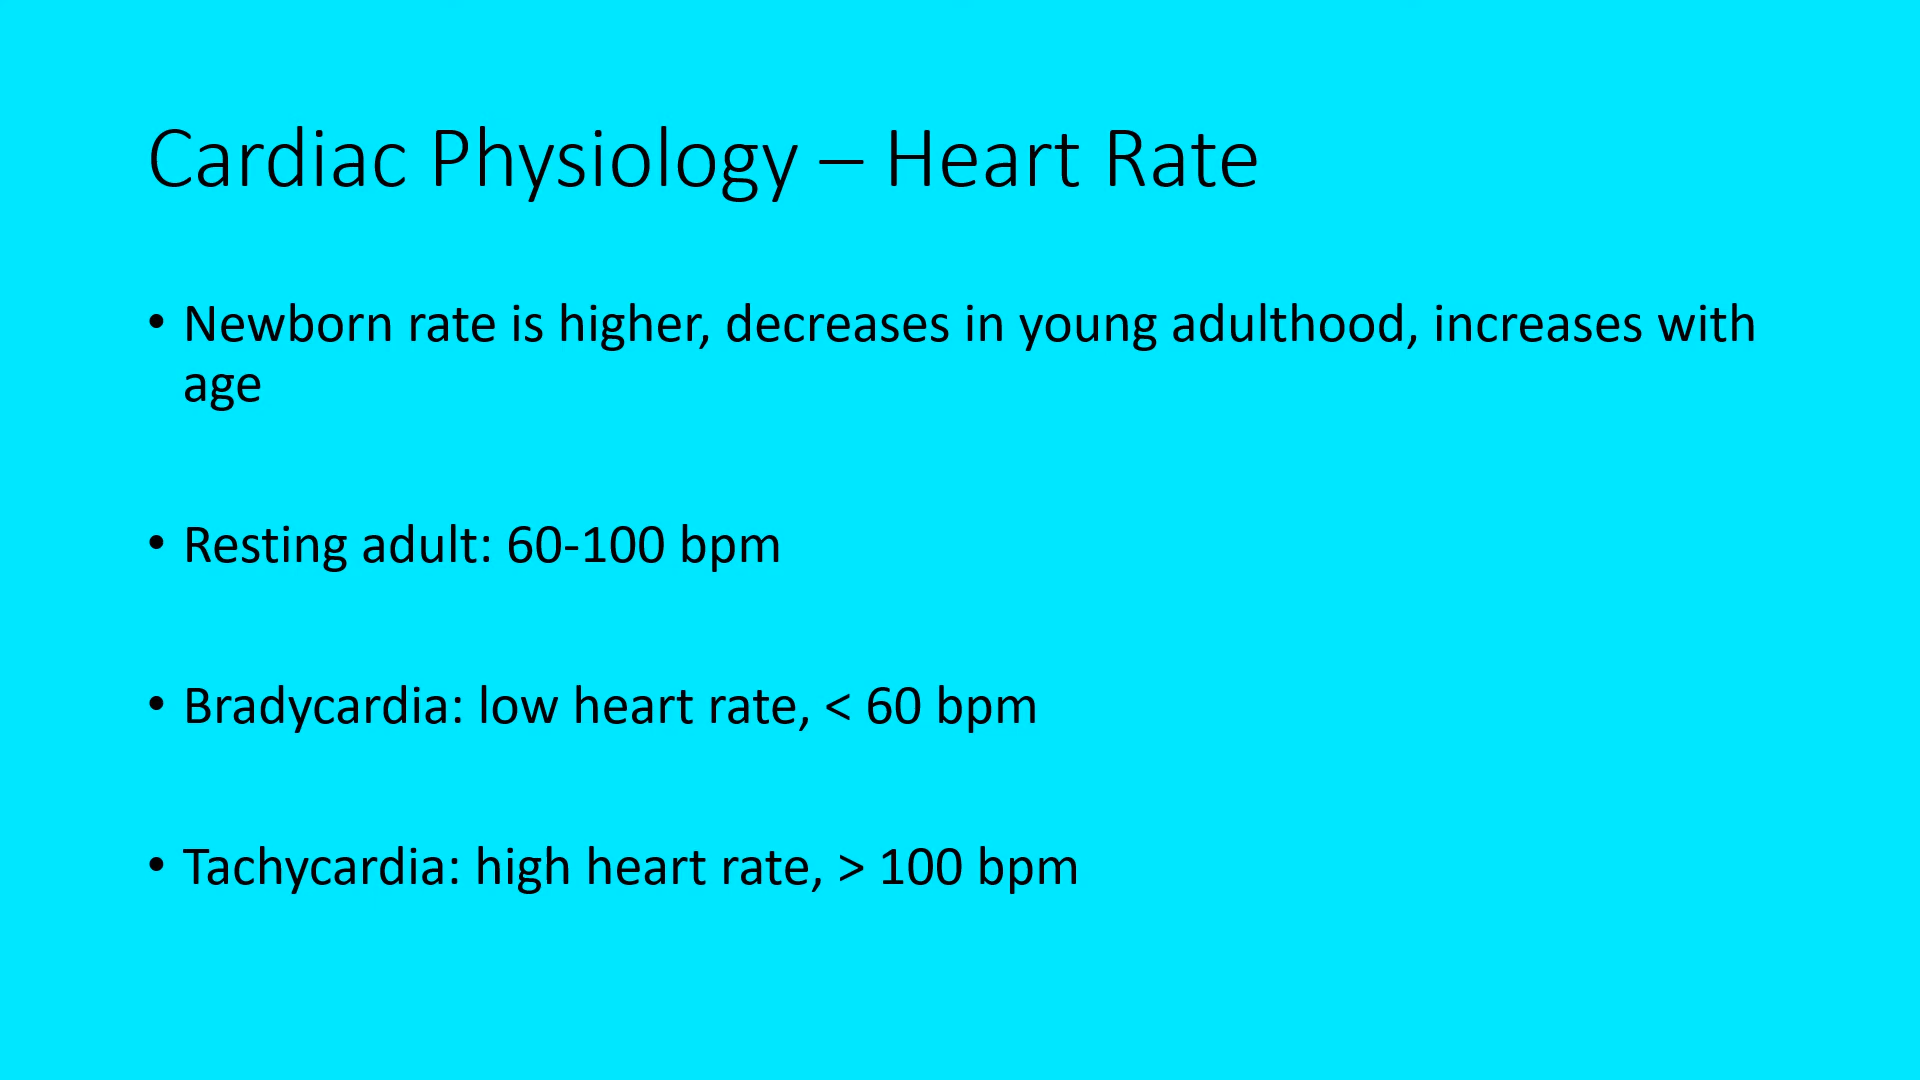 Cardiac Physiology – Heart Rate
• Newborn rate is higher, decreases in young adulthood, increases with
age
• Resting adult: 60-100 bpm
• Bradycardia: low heart rate, < 60 bpm
• Tachycardia: high heart rate, > 100 bpm